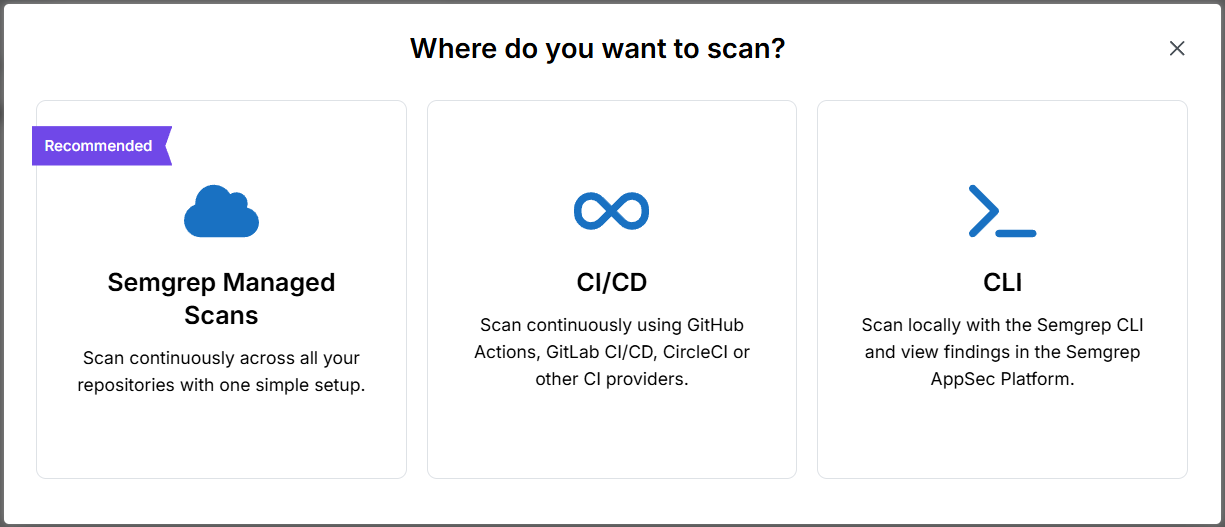 Where do you want to scan?
Recommended
Semgrep Managed
Scans
Scan continuously across all your
repositories with one simple setup.
CI/CD
Scan continuously using GitHub
Actions, GitLab CI/CD, CircleCI or
other CI providers.
CLI
Scan locally with the Semgrep CLI
and view findings in the Semgrep
AppSec Platform.